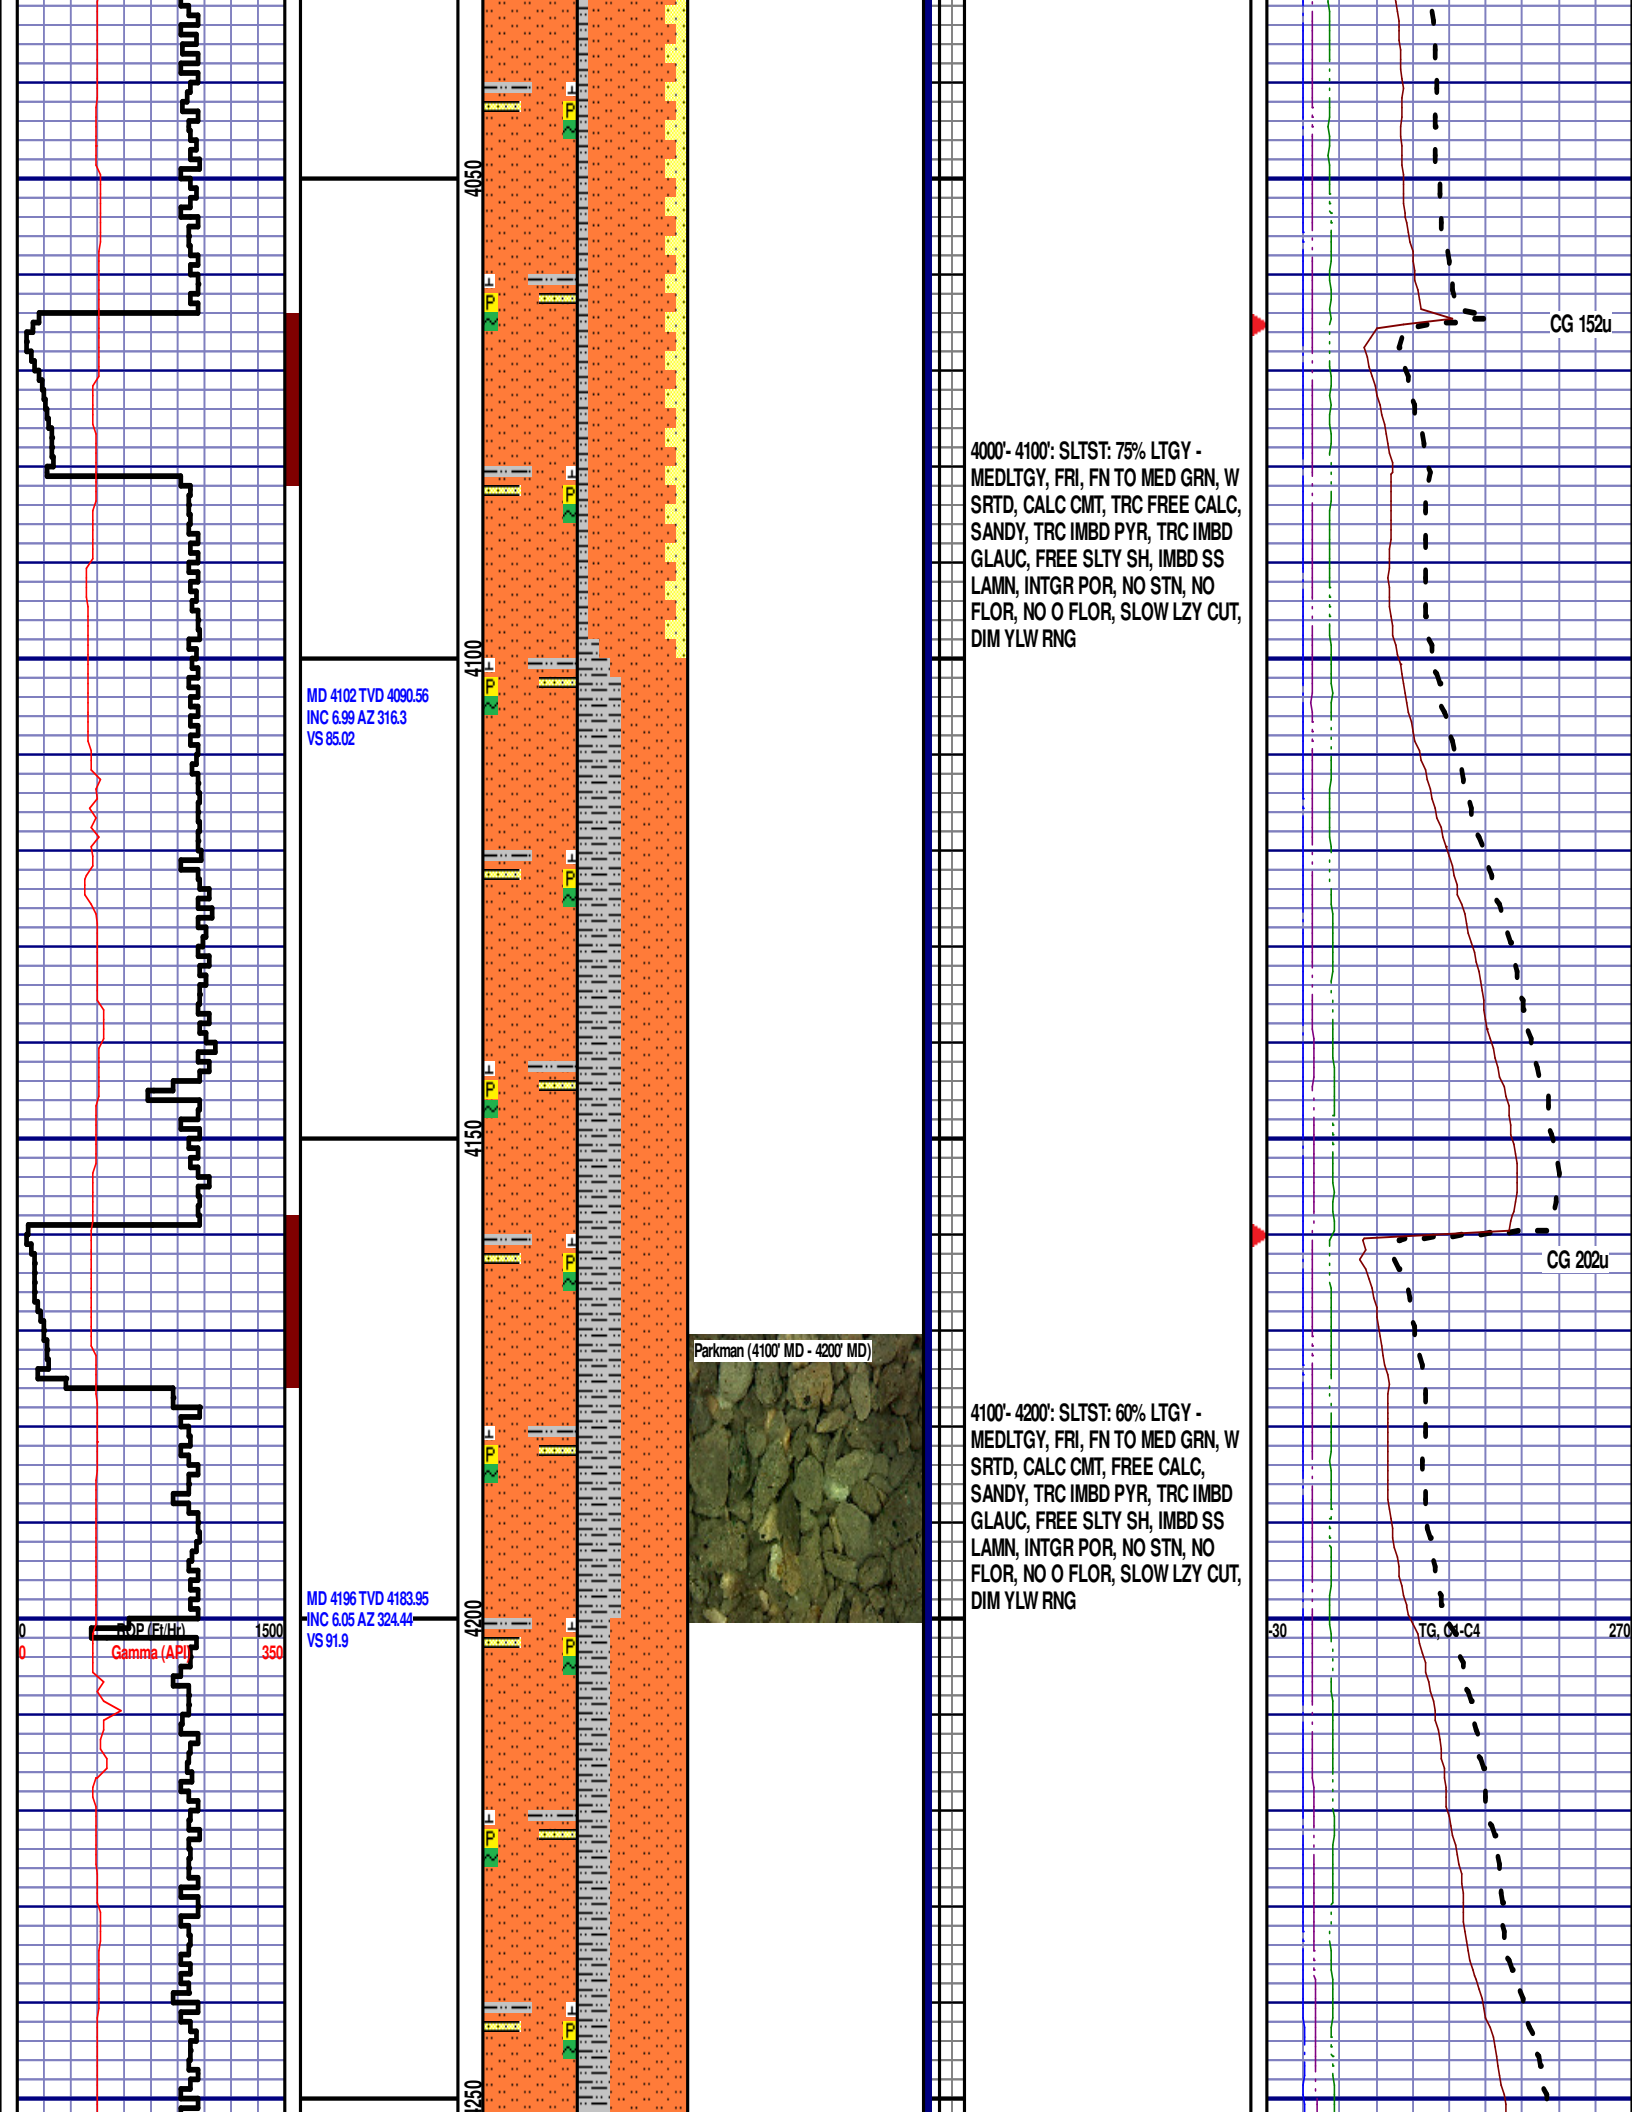 4050
CG 152u
4000'- 4100': SLTST: 75% LTGY -
MEDLTGY, FRI, FN TO MED GRN, W
SRTD, CALC CMT, TRC FREE CALC,
SANDY, TRC IMBD PYR, TRC IMBD
GLAUC, FREE SLTY SH, IMBD SS
LAMN, INTGR POR, NO STN, NO
FLOR, NO O FLOR, SLOW LZY CUT,
DIM YLW RNG
4100
MD 4102 TVD 4090.56
INC 6.99 AZ 316.3
VS 85.02
4150
CG 202u
Parkman (4100' MD - 4200' MD)
4100'- 4200': SLTST: 60% LTGY -
MEDLTGY, FRI, FN TO MED GRN, W
SRTD, CALC CMT, FREE CALC,
SANDY, TRC IMBD PYR, TRC IMBD
GLAUC, FREE SLTY SH, IMBD SS
LAMN, INTGR POR, NO STN, NO
FLOR, NO O FLOR, SLOW LZY CUT,
DIM YLW RNG
MD 4196 TVD 4183.95
INC 6.05 AZ 324.44
VS 91.9
4200
0 ROP (Ft/Hr) 1500
0 Gamma (API) 350
-30 TG, C1-C4 270
4250
P
P
P
P
P
P
P
P
P
P
P